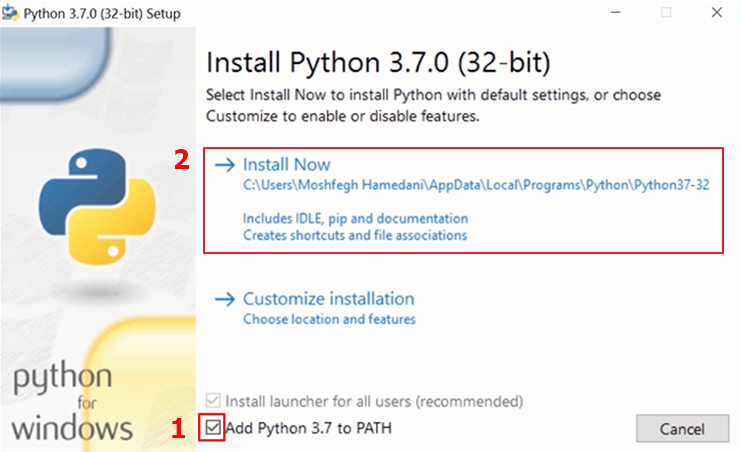 Python 3.7.0 (32-bit) Setup
Install Python 3.7.0 (32-bit)
Select Install Now to install Python with default settings, or choose
Customize to enable or disable features.
2
Install Now
C:\Users\Moshfegh Hamedani\AppData\Local\Programs\Python\Python37-32
Includes IDLE, pip and documentation
Creates shortcuts and file associations
Customize installation
Choose location and features
python
for
windows
Install launcher for all users (recommended)
1
Add Python 3.7 to PATH
Cancel